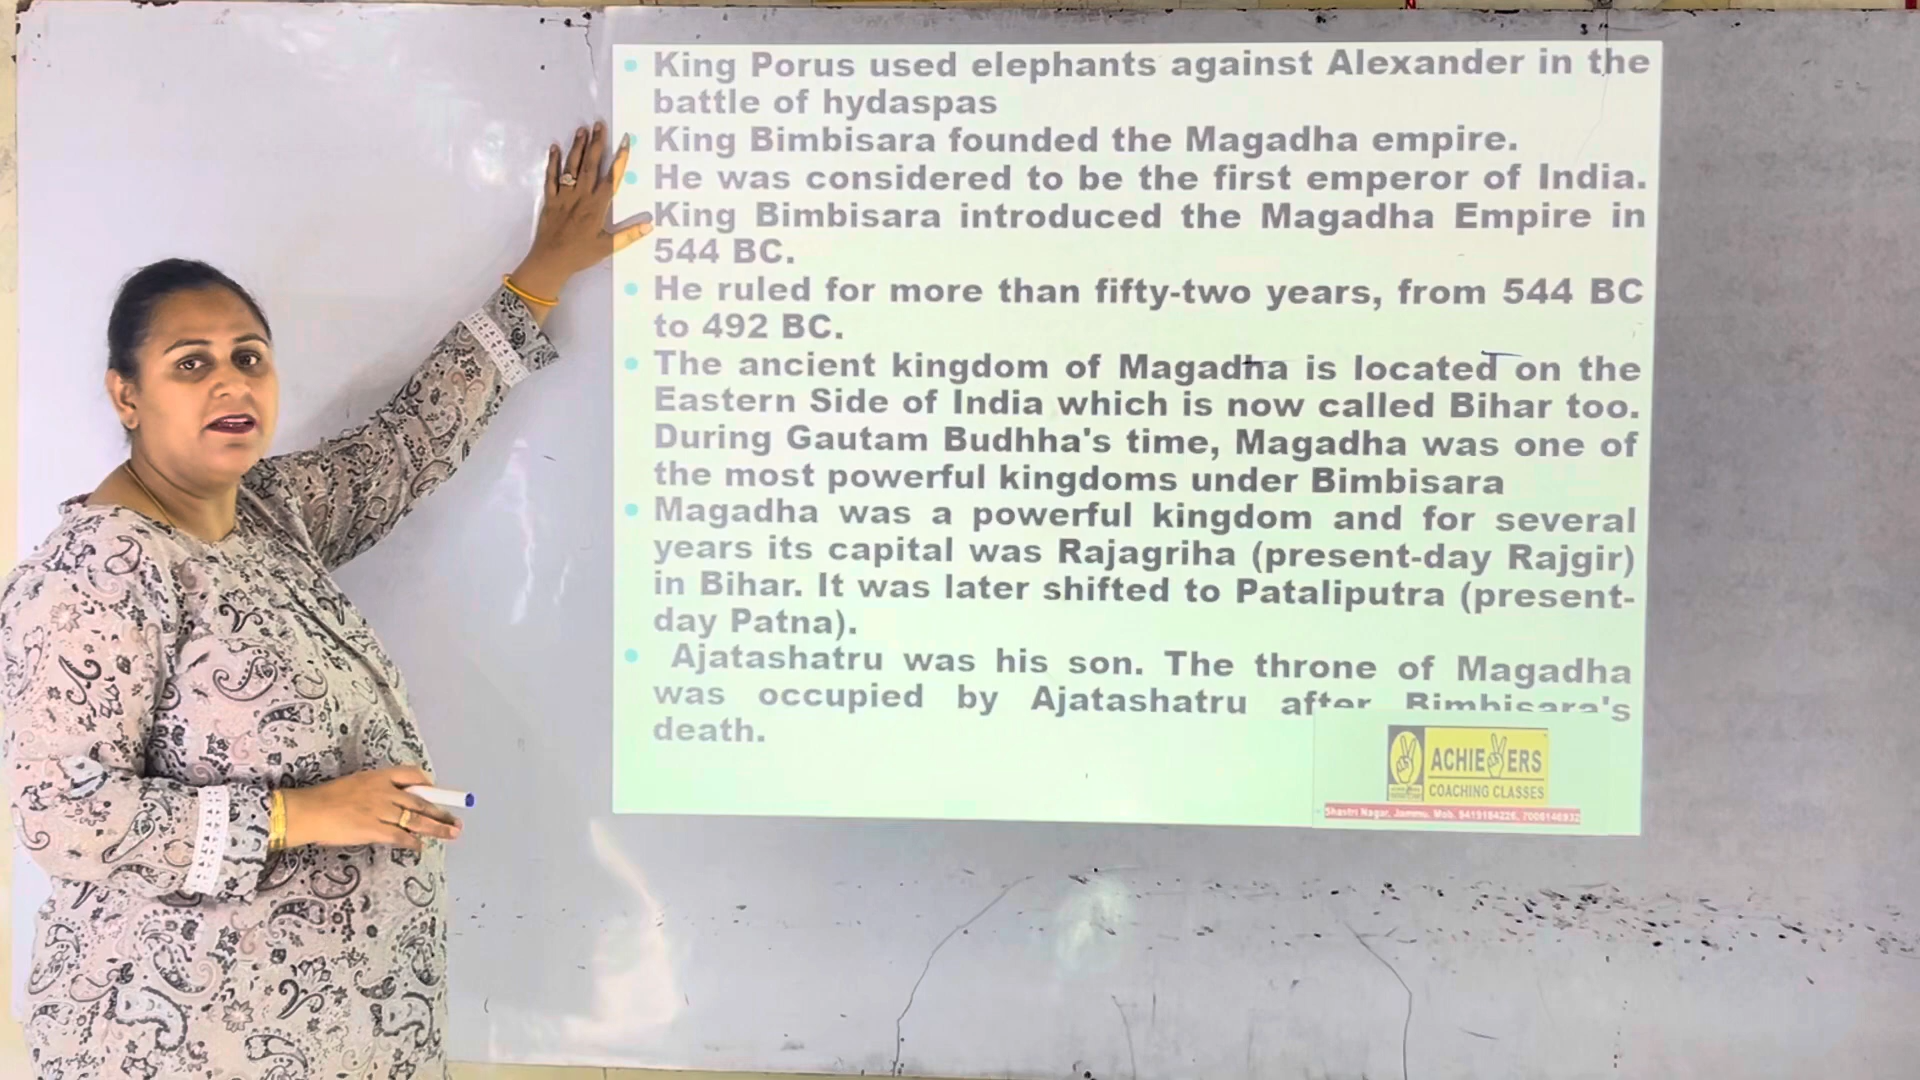 King Porus used elephants against Alexander in the
battle of hydaspas
King Bimbisara founded the Magadha empire.
He was considered to be the first emperor of India.
King Bimbisara introduced the Magadha Empire in
544 BC.
He ruled for more than fifty-two years, from 544 BC
to 492 BC.
The ancient kingdom of Magadha is located on the
Eastern Side of India which is now called Bihar too.
During Gautam Budhha's time, Magadha was one of
the most powerful kingdoms under Bimbisara
Magadha was a powerful kingdom and for several
years its capital was Rajagriha (present-day Rajgir)
in Bihar. It was later shifted to Pataliputra (present-
day Patna).
Ajatashatru was his son. The throne of Magadha
was occupied by Ajatashatru after Bimbisara's
death.
ACHIEVERS
COACHING CLASSES
Shastri Nagar, Jammu. Mob.